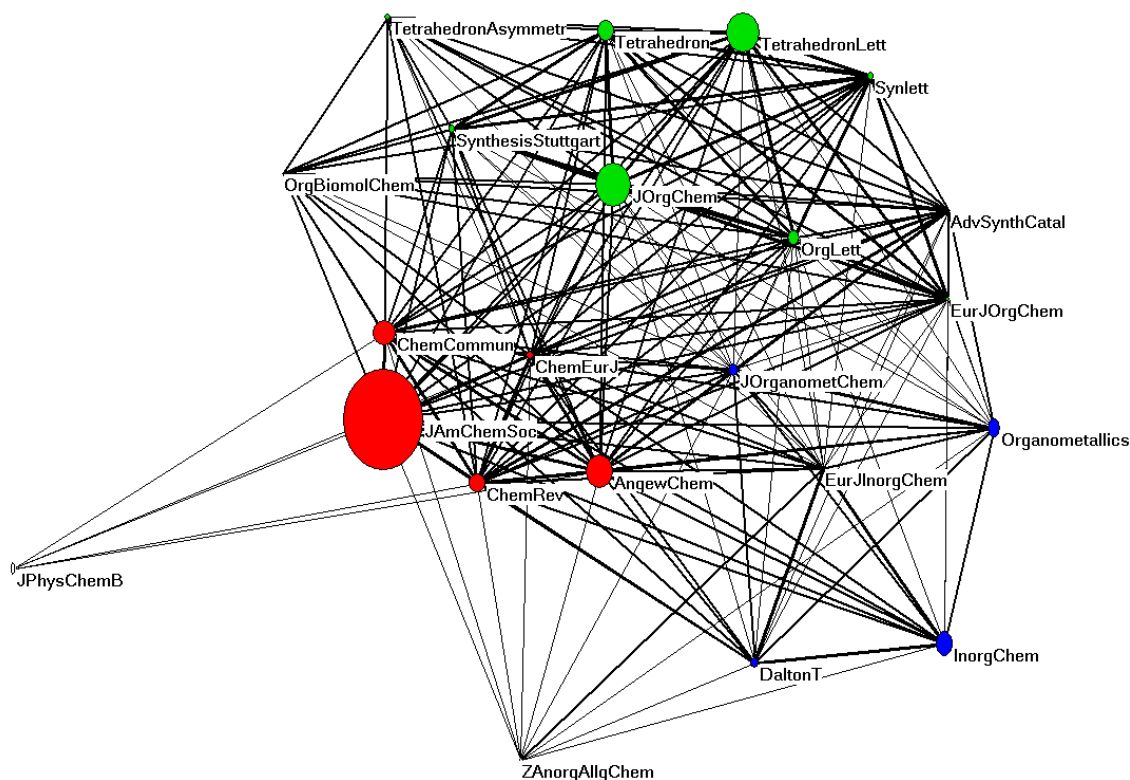 TetrahedronAsymmetr
Tetrahedron
TetrahedronLett
Synlett
SynthesisStuttgart
OrgBiomolChem
JOrgChem
AdvSynthCatal
OrgLett
EurJOrgChem
ChemCommun
ChemEurJ
JOrganometChem
JAmChemSoc
Organometallics
AngewChem
EurJInorgChem
ChemRev
JPhysChemB
InorgChem
DaltonT
ZAnorgAllgChem